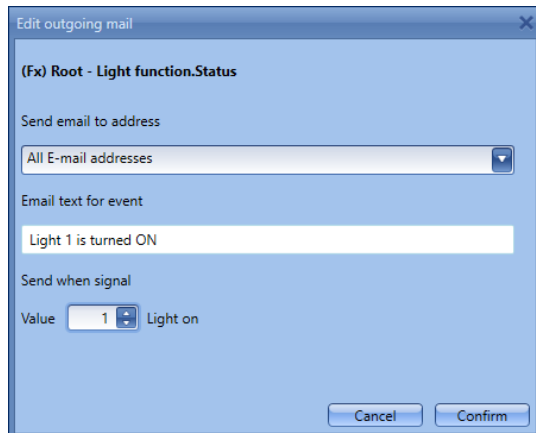 Edit outgoing mail
(Fx) Root - Light function.Status
Send email to address
All E-mail addresses
Email text for event
Light 1 is turned ON
Send when signal
Value 1 Light on
Cancel Confirm